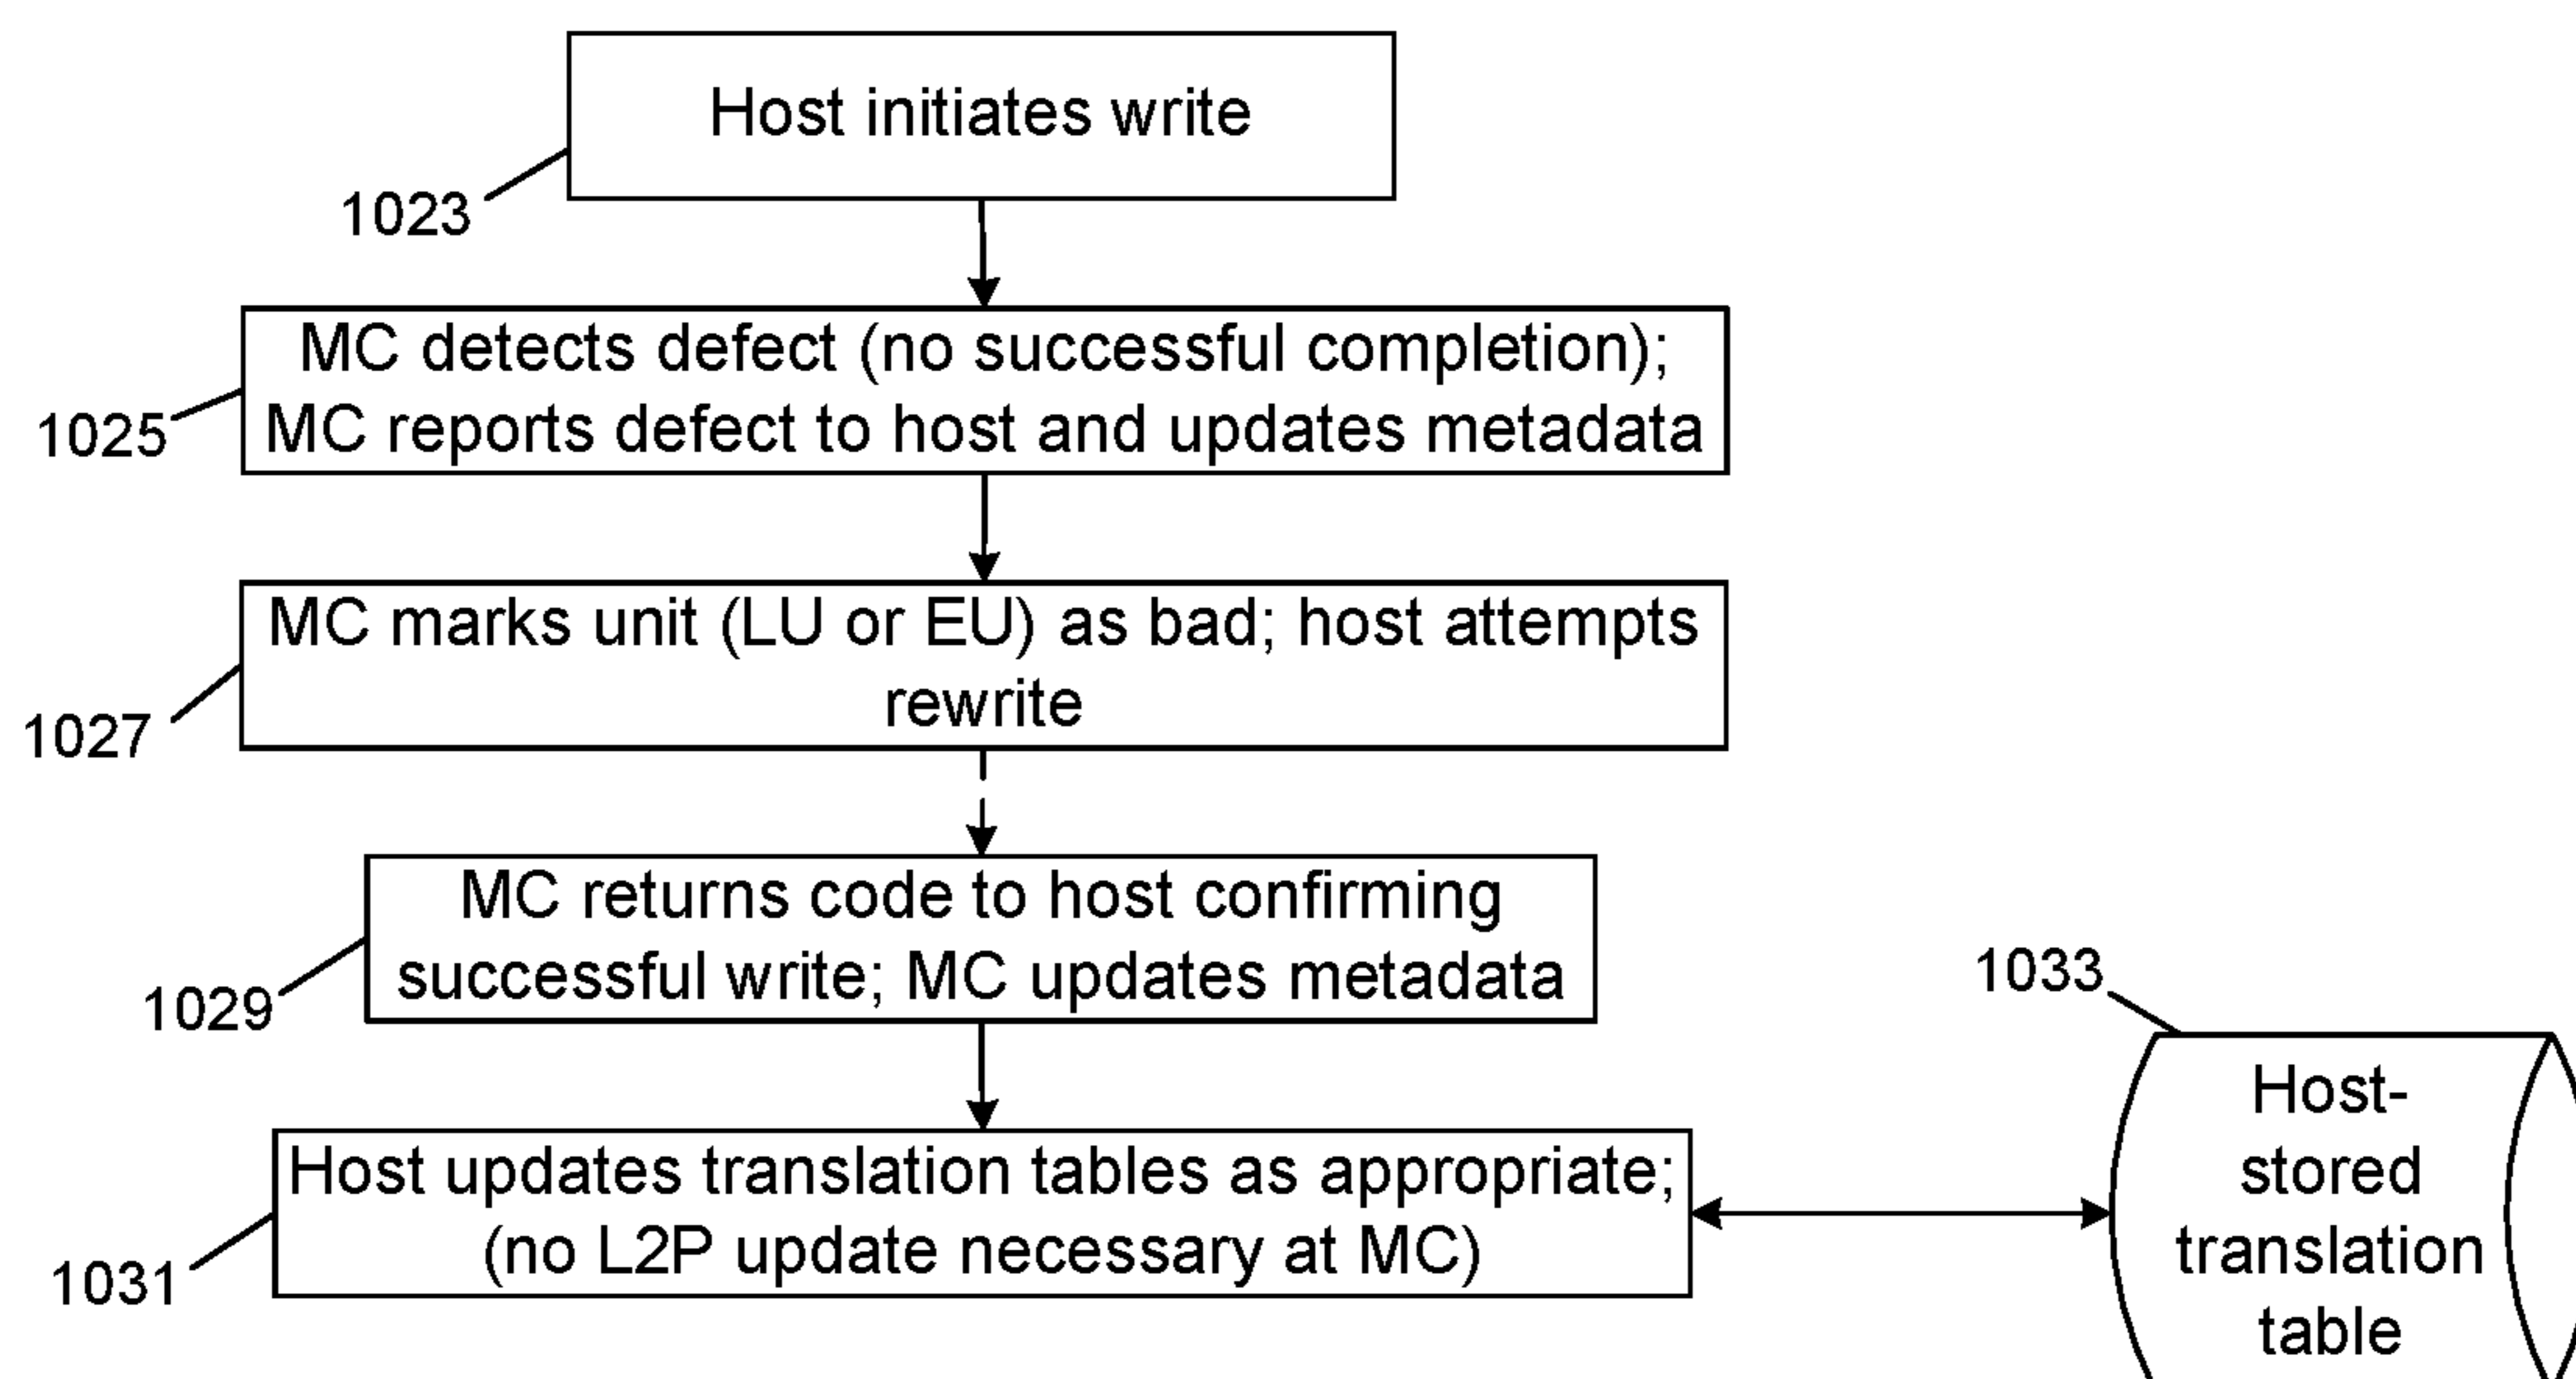 Host initiates write
1023
MC detects defect (no successful completion);
MC reports defect to host and updates metadata
1025
MC marks unit (LU or EU) as bad; host attempts
rewrite
1027
MC returns code to host confirming
successful write; MC updates metadata
1029
1033
Host updates translation tables as appropriate;
(no L2P update necessary at MC)
1031
Host-
stored
translation
table